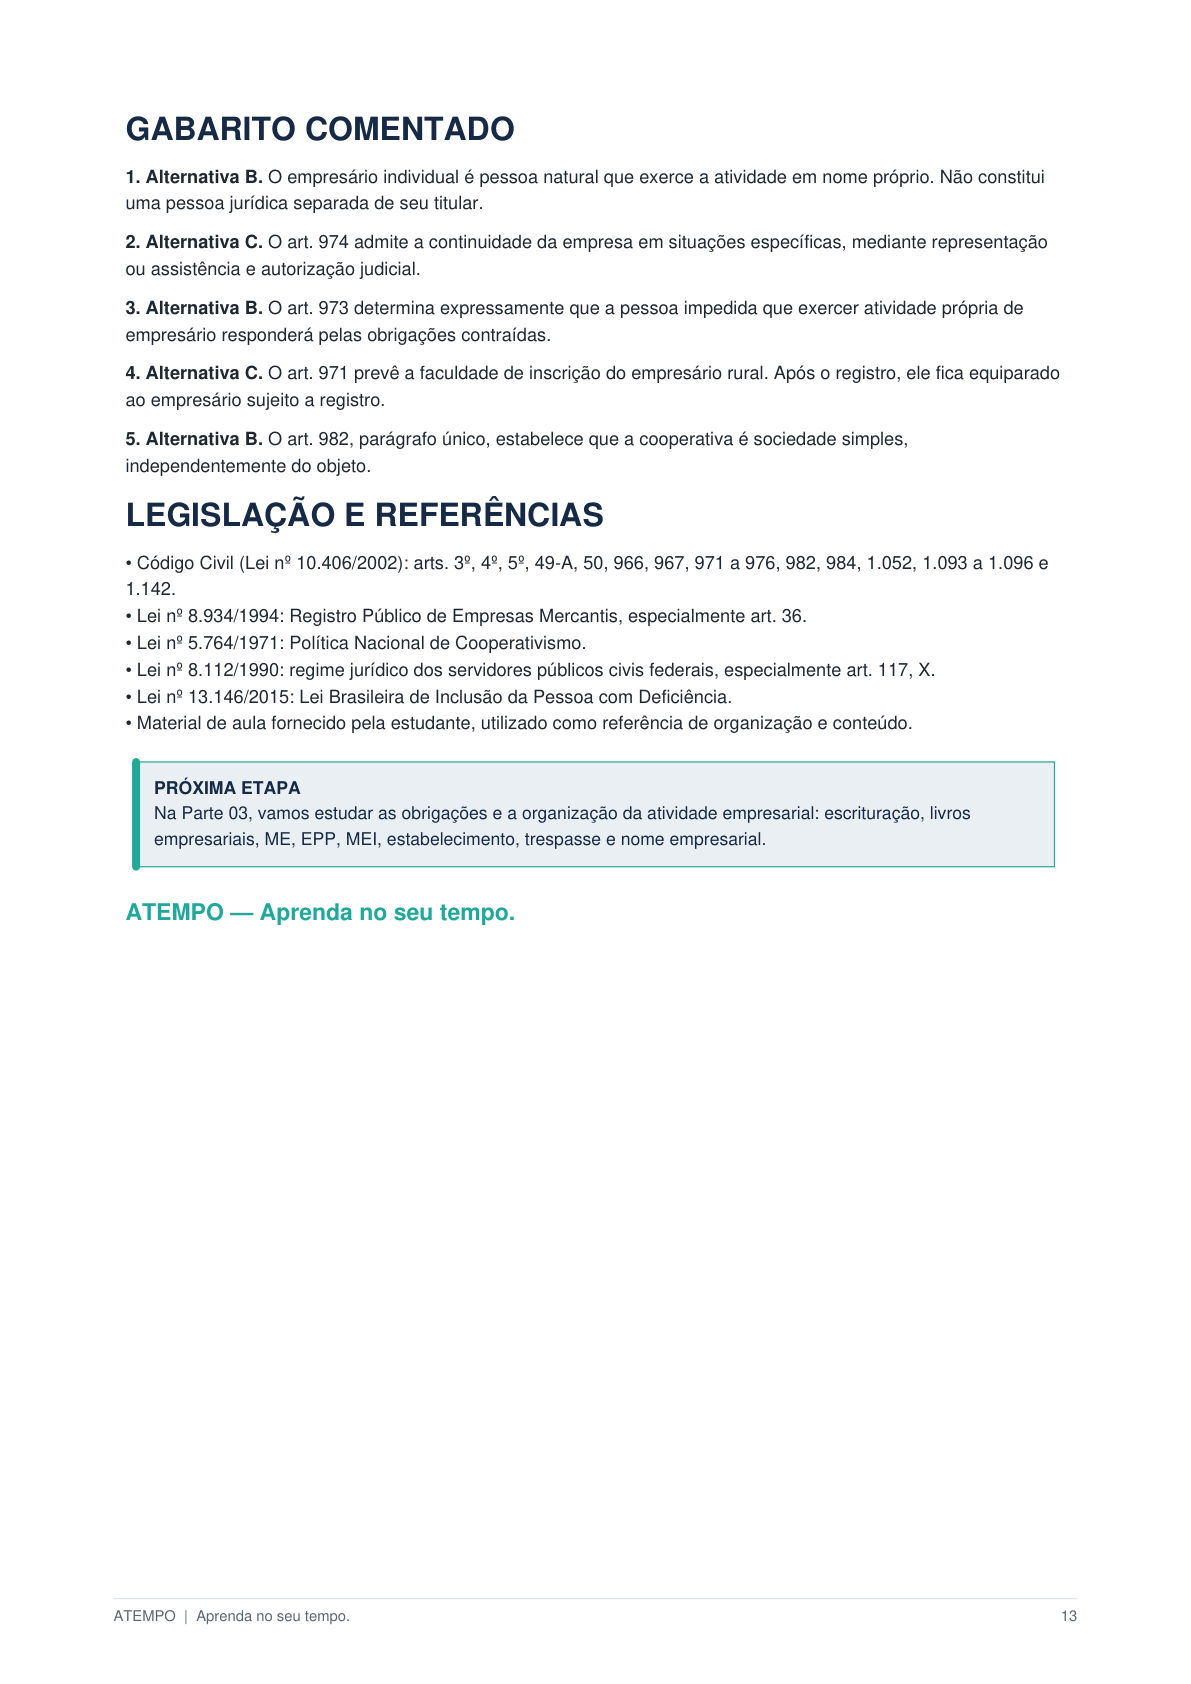 GABARITO COMENTADO
1. Alternativa B. O empresário individual é pessoa natural que exerce a atividade em nome próprio. Não constitui
uma pessoa jurídica separada de seu titular.
2. Alternativa C. O art. 974 admite a continuidade da empresa em situações específicas, mediante representação
ou assistência e autorização judicial.
3. Alternativa B. O art. 973 determina expressamente que a pessoa impedida que exercer atividade própria de
empresário responderá pelas obrigações contraídas.
4. Alternativa C. O art. 971 prevê a faculdade de inscrição do empresário rural. Após o registro, ele fica equiparado
ao empresário sujeito a registro.
5. Alternativa B. O art. 982, parágrafo único, estabelece que a cooperativa é sociedade simples,
independentemente do objeto.
LEGISLAÇÃO E REFERÊNCIAS
• Código Civil (Lei nº 10.406/2002): arts. 3º, 4º, 5º, 49-A, 50, 966, 967, 971 a 976, 982, 984, 1.052, 1.093 a 1.096 e
1.142.
• Lei nº 8.934/1994: Registro Público de Empresas Mercantis, especialmente art. 36.
• Lei nº 5.764/1971: Política Nacional de Cooperativismo.
• Lei nº 8.112/1990: regime jurídico dos servidores públicos civis federais, especialmente art. 117, X.
• Lei nº 13.146/2015: Lei Brasileira de Inclusão da Pessoa com Deficiência.
• Material de aula fornecido pela estudante, utilizado como referência de organização e conteúdo.
PRÓXIMA ETAPA
Na Parte 03, vamos estudar as obrigações e a organização da atividade empresarial: escrituração, livros
empresariais, ME, EPP, MEI, estabelecimento, trespasse e nome empresarial.
ATEMPO — Aprenda no seu tempo.
ATEMPO | Aprenda no seu tempo. 13